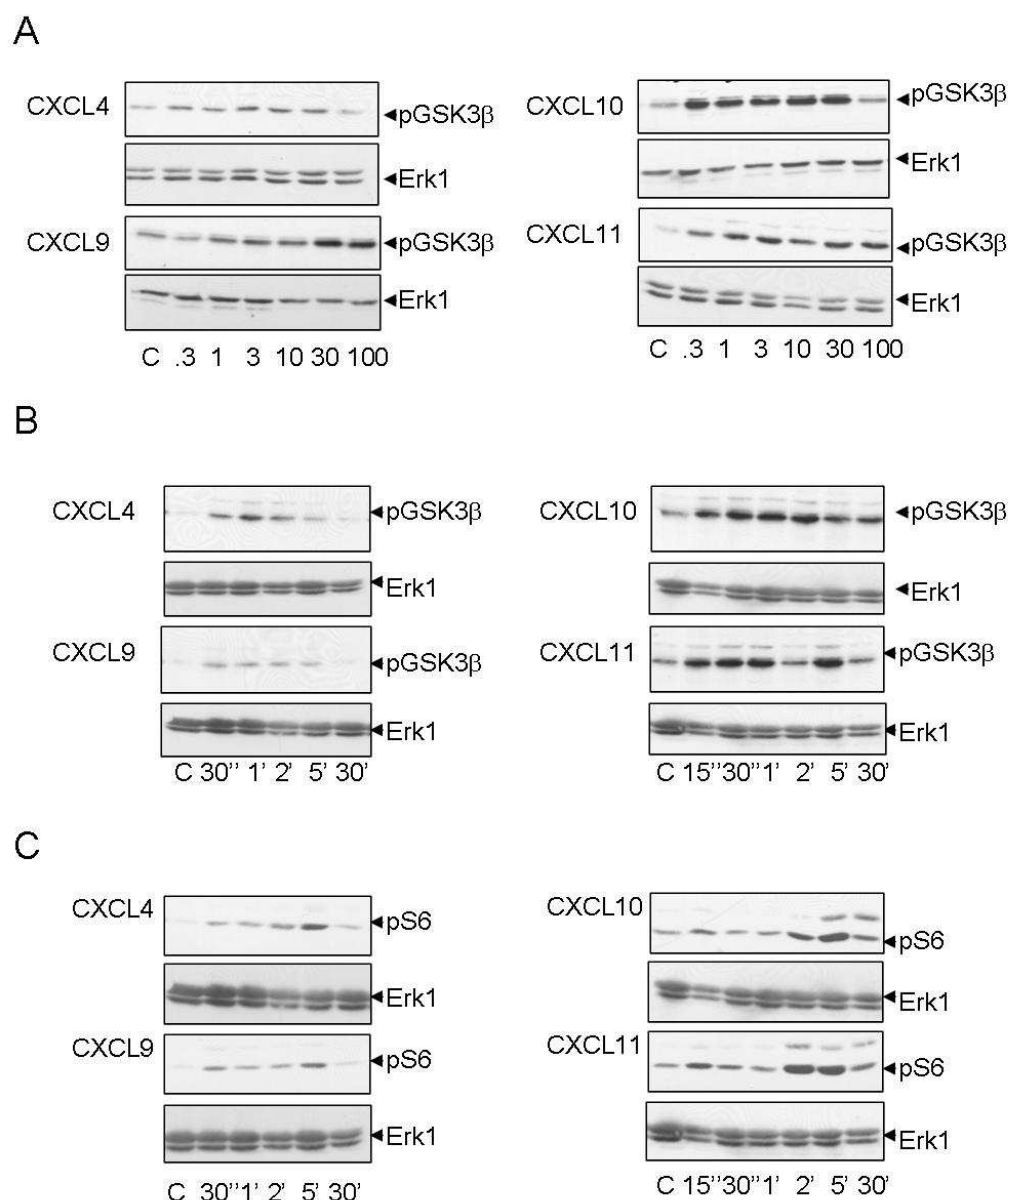 A
CXCL4 pGSK3β
Erk1
CXCL9 pGSK3β
Erk1
C .3 1 3 10 30 100
CXCL10 pGSK3β
Erk1
CXCL11 pGSK3β
Erk1
C .3 1 3 10 30 100
B
CXCL4 pGSK3β
Erk1
CXCL9 pGSK3β
Erk1
C 30’’ 1’ 2’ 5’ 30’
CXCL10 pGSK3β
Erk1
CXCL11 pGSK3β
Erk1
C 15’’ 30’’ 1’ 2’ 5’ 30’
C
CXCL4 pS6
Erk1
CXCL9 pS6
Erk1
C 30’’ 1’ 2’ 5’ 30’
CXCL10 pS6
Erk1
CXCL11 pS6
Erk1
C 15’’ 30’’ 1’ 2’ 5’ 30’